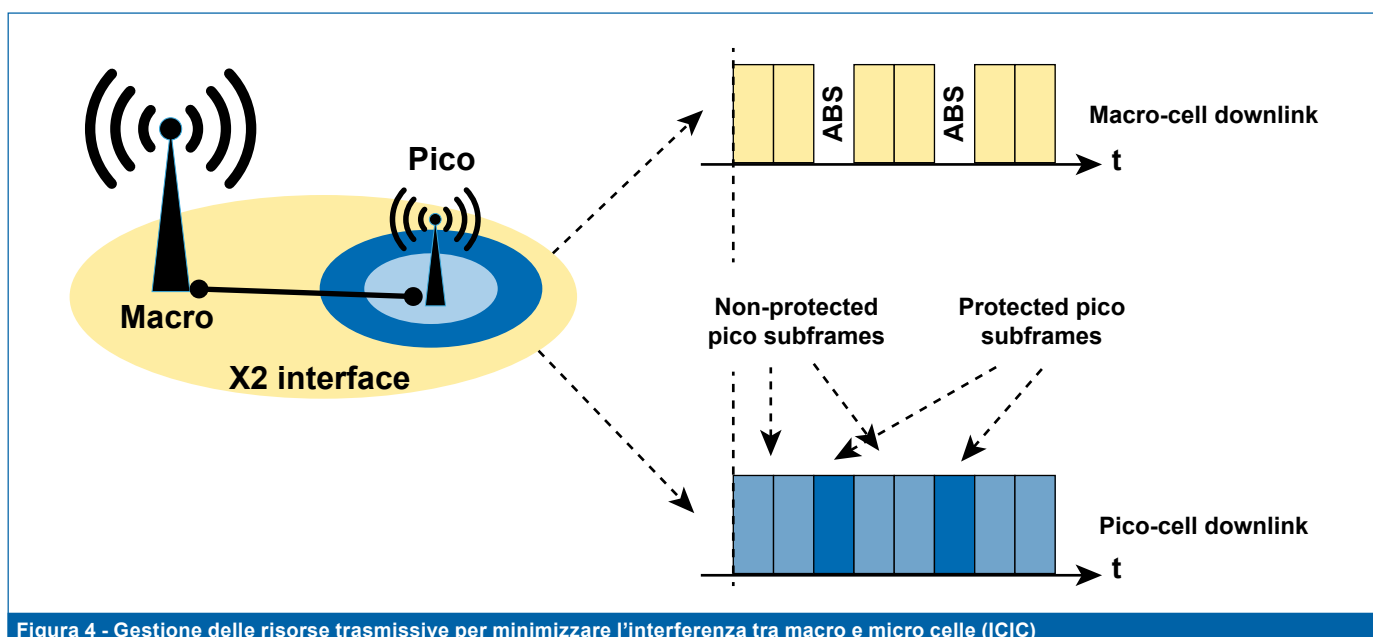 Pico
Macro
X2 interface
ABS
ABS
Macro-cell downlink
t
Non-protected
pico subframes
Protected pico
subframes
Pico-cell downlink
t
Figura 4 - Gestione delle risorse trasmissive per minimizzare l'interferenza tra macro e micro celle (ICIC)